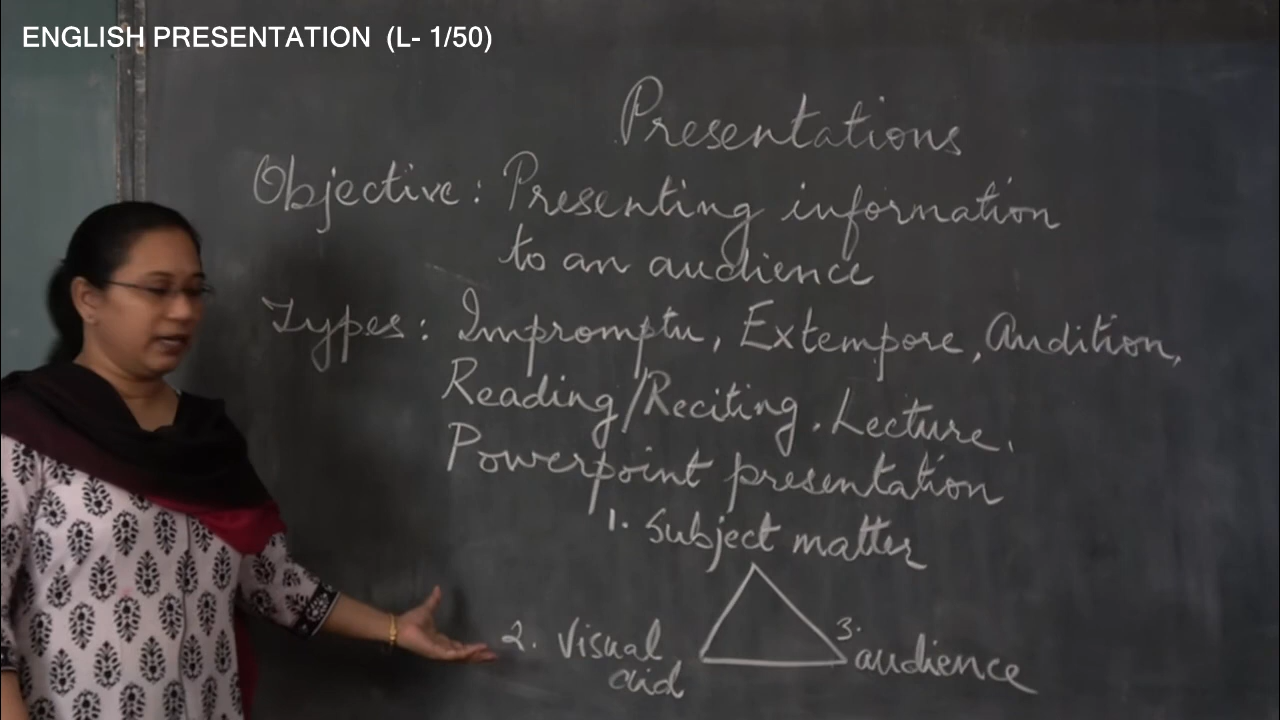 ENGLISH PRESENTATION (L- 1/50)
Presentations
Objective: Presenting information
to an audience
Types: Impromptu, Extempore, Audition,
Reading/Reciting, Lecture,
Powerpoint presentation
1. Subject matter
2. Visual aid
3. audience